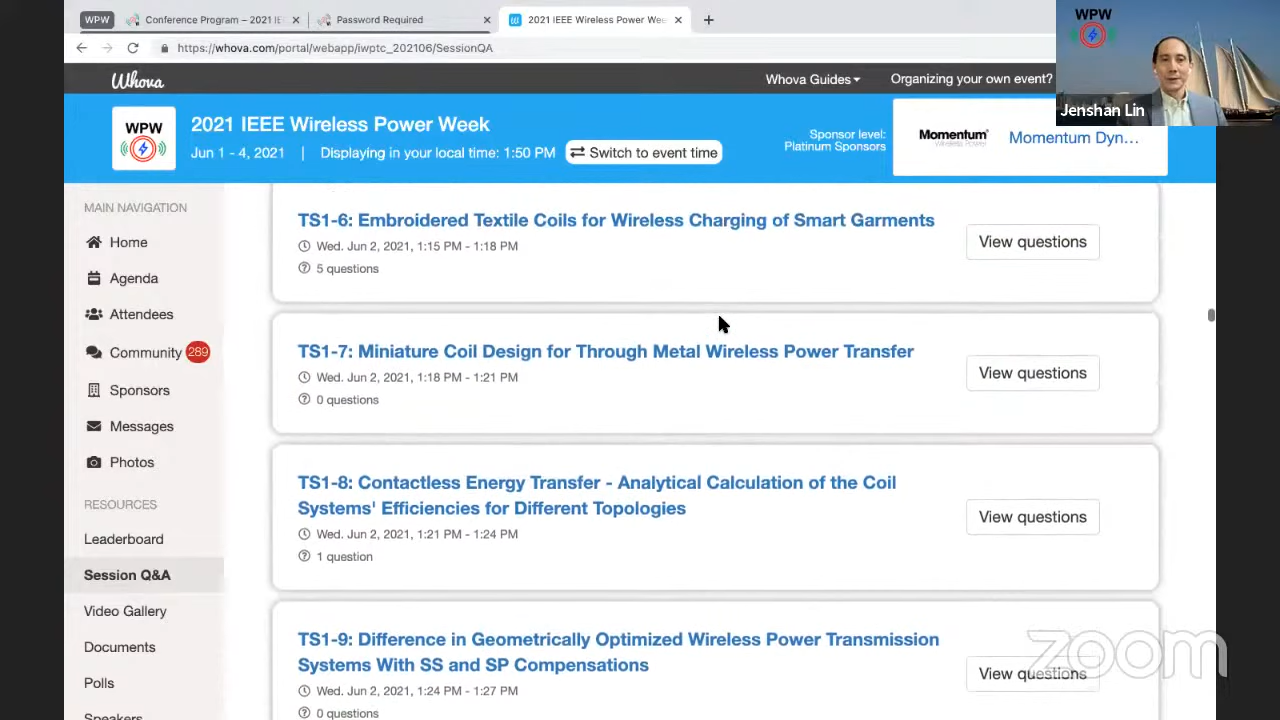 WPW
Conference Program – 2021 IE
Password Required
2021 IEEE Wireless Power Wee
https://whova.com/portal/webapp/iwptc_202106/SessionQA
WPW
Jenshan Lin
Whova
Whova Guides
Organizing your own event?
WPW
2021 IEEE Wireless Power Week
Jun 1 - 4, 2021 | Displaying in your local time: 1:50 PM
Switch to event time
Sponsor level:
Platinum Sponsors
Momentum
Momentum Dyn…
MAIN NAVIGATION
Home
Agenda
Attendees
Community 289
Sponsors
Messages
Photos
RESOURCES
Leaderboard
Session Q&A
Video Gallery
Documents
Polls
Speakers
TS1-6: Embroidered Textile Coils for Wireless Charging of Smart Garments
Wed. Jun 2, 2021, 1:15 PM - 1:18 PM
5 questions
View questions
TS1-7: Miniature Coil Design for Through Metal Wireless Power Transfer
Wed. Jun 2, 2021, 1:18 PM - 1:21 PM
0 questions
View questions
TS1-8: Contactless Energy Transfer - Analytical Calculation of the Coil
Systems' Efficiencies for Different Topologies
Wed. Jun 2, 2021, 1:21 PM - 1:24 PM
1 question
View questions
TS1-9: Difference in Geometrically Optimized Wireless Power Transmission
Systems With SS and SP Compensations
Wed. Jun 2, 2021, 1:24 PM - 1:27 PM
0 questions
View questions
zoom